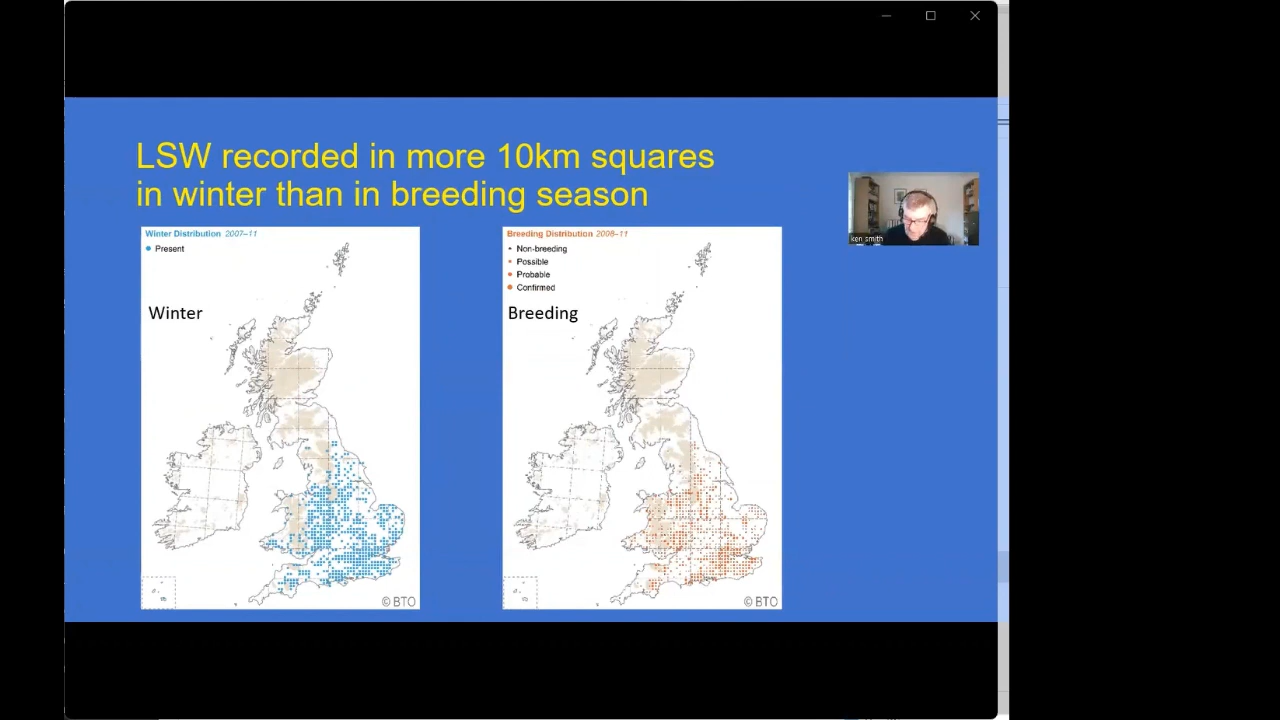 LSW recorded in more 10km squares
in winter than in breeding season
Winter Distribution 2007–11
Present
Winter
© BTO
Breeding Distribution 2008–11
Non-breeding
Possible
Probable
Confirmed
Breeding
© BTO
ken smith